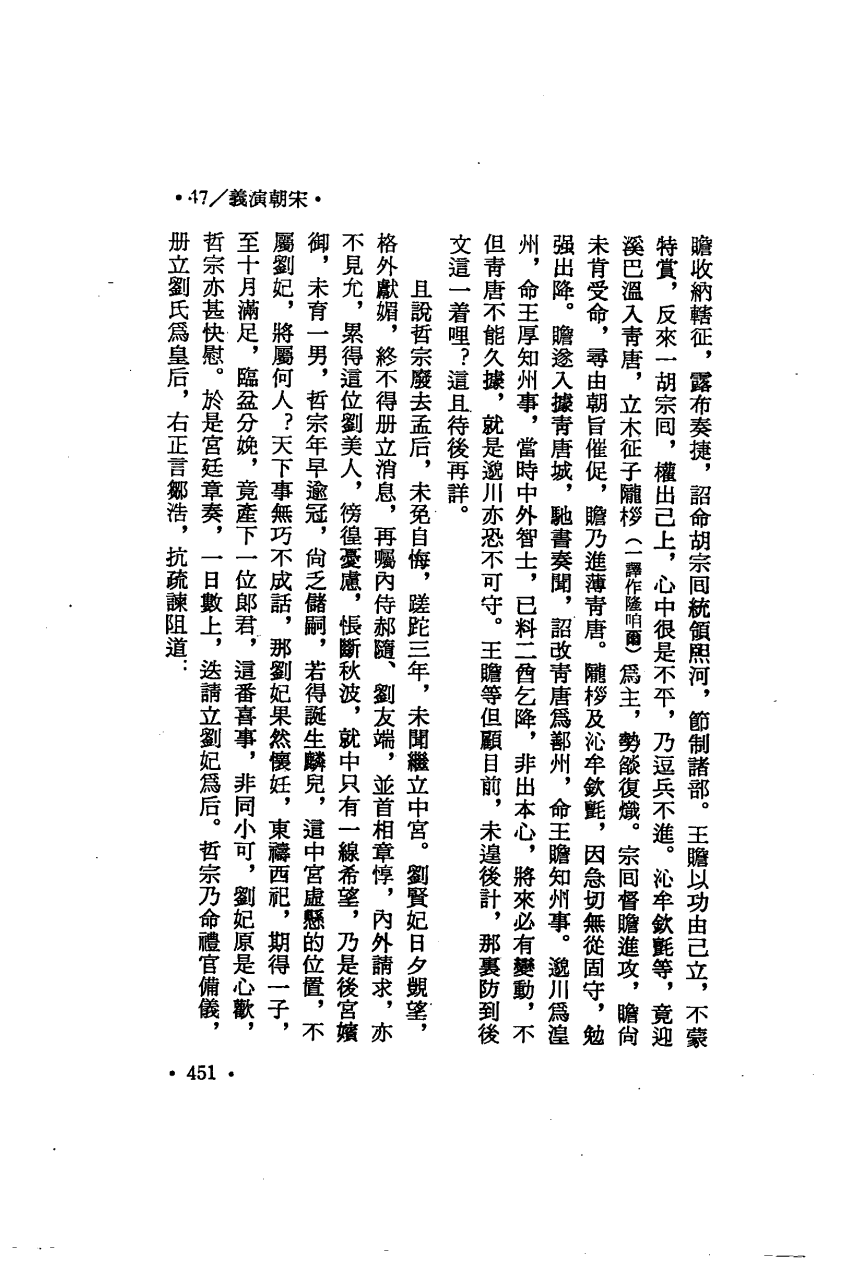 •47／義演朝宋•
贍收納轄征，露布奏捷，詔命胡宗囘統領熙河，節制諸部。王贍以功由己立，不蒙
特賞，反來一胡宗囘，權出己上，心中很是不平，乃逗兵不進。沁牟欽氈等，竟迎
溪巴溫入靑唐，立木征子隴桚（一譯作隆咱爾）爲主，勢燄復熾。宗囘督贍進攻，贍尙
未肯受命，尋由朝旨催促，贍乃進薄靑唐。隴桚及沁牟欽氈，因急切無從固守，勉
强出降。贍遂入據靑唐城，馳書奏聞，詔改靑唐爲鄯州，命王贍知州事。邈川爲湟
州，命王厚知州事，當時中外智士，已料二酋乞降，非出本心，將來必有變動，不
但靑唐不能久據，就是邈川亦恐不可守。王贍等但顧目前，未遑後計，那裏防到後
文這一着哩？這且待後再詳。
且說哲宗廢去孟后，未免自悔，蹉跎三年，未聞繼立中宮。劉賢妃日夕覬望，
格外獻媚，終不得册立消息，再囑內侍郝隨、劉友端，並首相章惇，內外請求，亦
不見允，累得這位劉美人，徬徨憂慮，悵斷秋波，就中只有一線希望，乃是後宮嬪
御，未育一男，哲宗年早逾冠，尙乏儲嗣，若得誕生麟兒，這中宮虛懸的位置，不
屬劉妃，將屬何人？天下事無巧不成話，那劉妃果然懷妊，東禱西祀，期得一子，
至十月滿足，臨盆分娩，竟產下一位郎君，這番喜事，非同小可，劉妃原是心歡，
哲宗亦甚快慰。於是宮廷章奏，一日數上，迭請立劉妃爲后。哲宗乃命禮官備儀，
册立劉氏爲皇后，右正言鄒浩，抗疏諫阻道：
•451•